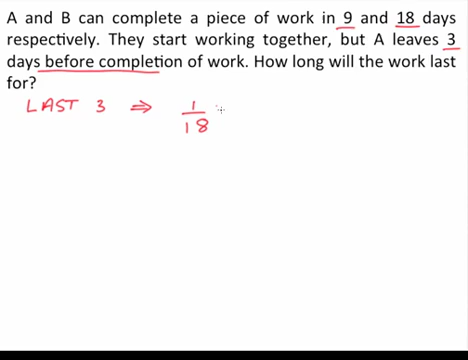 A and B can complete a piece of work in 9 and 18 days
respectively. They start working together, but A leaves 3
days before completion of work. How long will the work last
for?
LAST 3 ⇒ 1/18